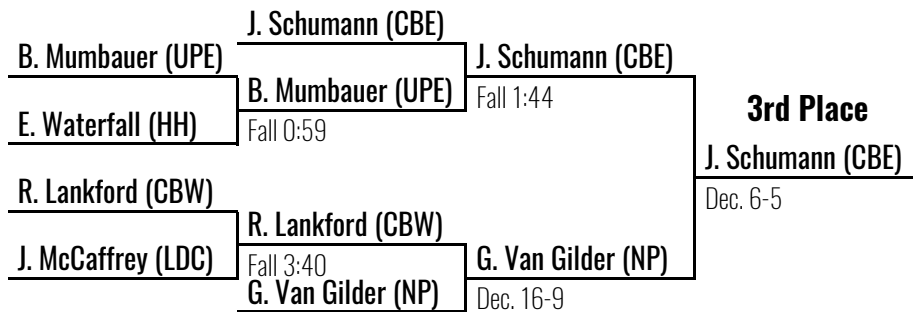 J. Schumann (CBE)
B. Mumbauer (UPE)
J. Schumann (CBE)
B. Mumbauer (UPE)
Fall 1:44
3rd Place
E. Waterfall (HH)
Fall 0:59
J. Schumann (CBE)
R. Lankford (CBW)
Dec. 6-5
R. Lankford (CBW)
J. McCaffrey (LDC)
Fall 3:40
G. Van Gilder (NP)
G. Van Gilder (NP)
Dec. 16-9